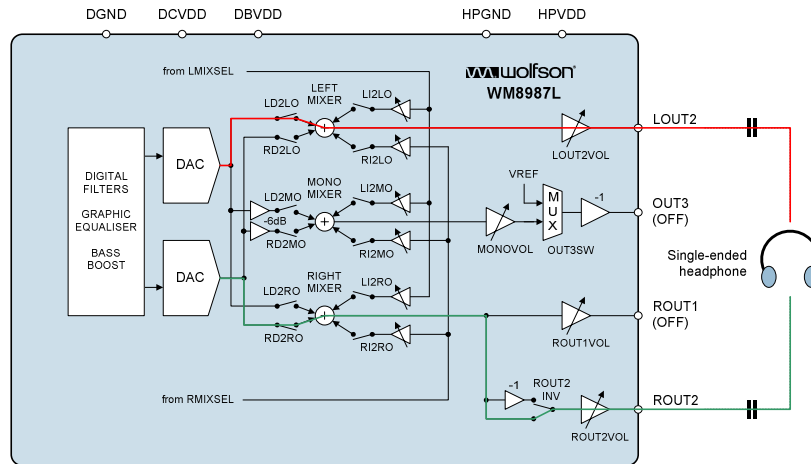 DGND
DCVDD
DBVDD
HPGND
HPVDD
from LMIXSEL
wolfson
WM8987L
LEFT
MIXER
LD2LO
LI2LO
LOUT2
RD2LO
RI2LO
LOUT2VOL
DAC
DIGITAL
FILTERS
GRAPHIC
EQUALISER
BASS
BOOST
VREF
LD2MO
MONO
MIXER
LI2MO
-6dB
M
U
X
-1
OUT3
(OFF)
RD2MO
RI2MO
MONOVOL
OUT3SW
Single-ended
headphone
DAC
LD2RO
RIGHT
MIXER
LI2RO
ROUT1
(OFF)
RD2RO
RI2RO
ROUT1VOL
-1
ROUT2
INV
from RMIXSEL
ROUT2
ROUT2VOL